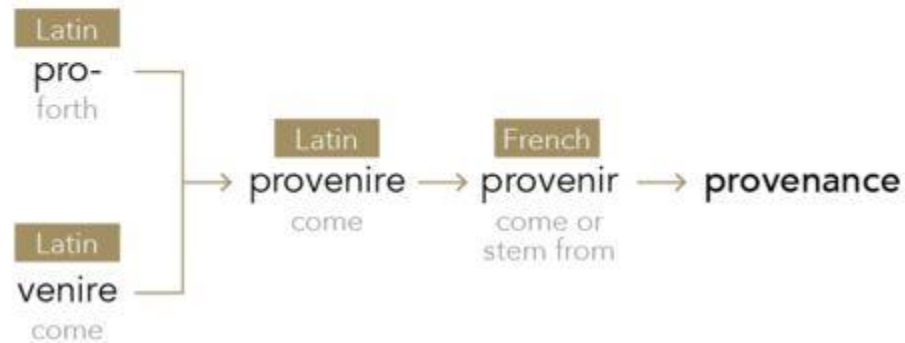 Latin
pro-
forth
Latin
venire
come
Latin
provenire
come
French
provenir
come or
stem from
provenance